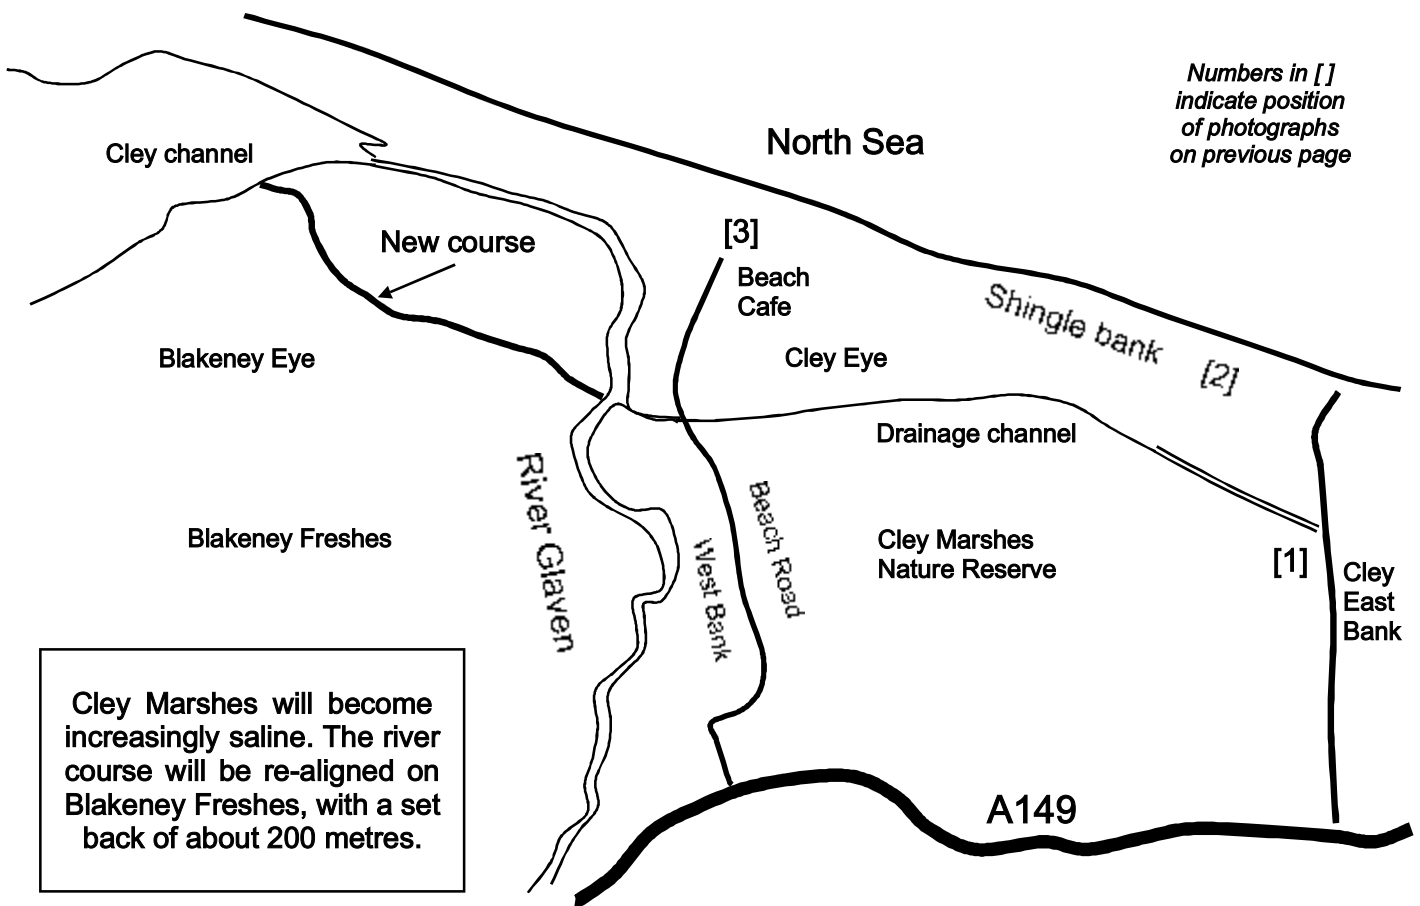 Numbers in [ ]
indicate position
of photographs
on previous page
North Sea
Cley channel
New course
[3]
Beach
Cafe
Shingle bank
[2]
Blakeney Eye
Cley Eye
Drainage channel
River Glaven
Beach Road
West Bank
Blakeney Freshes
Cley Marshes
Nature Reserve
[1]
Cley
East
Bank
Cley Marshes will become
increasingly saline. The river
course will be re-aligned on
Blakeney Freshes, with a set
back of about 200 metres.
A149